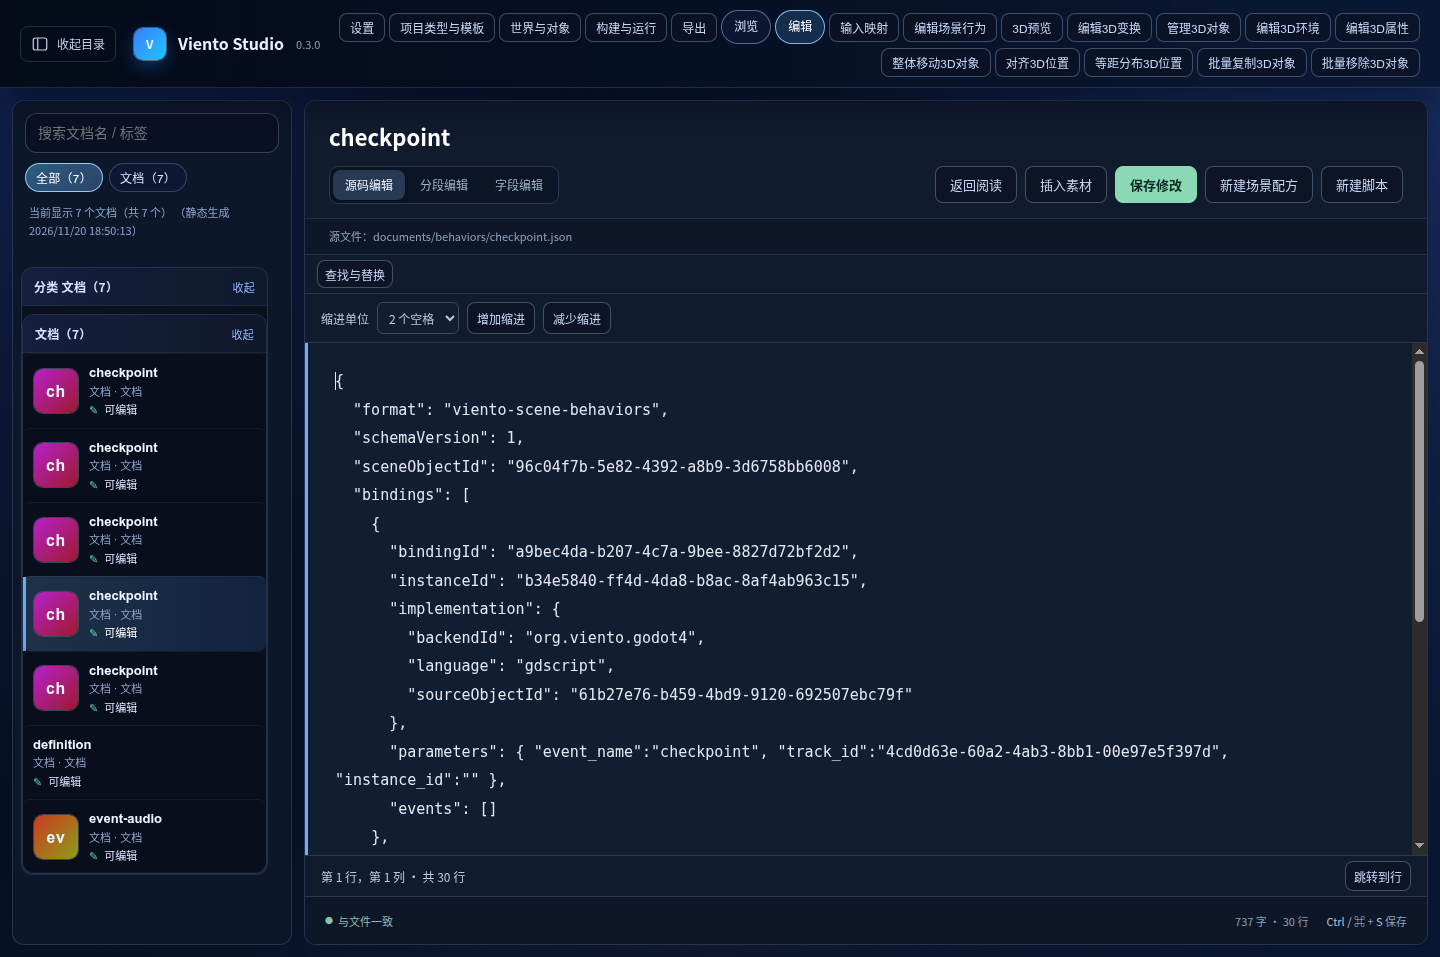 收起目录
V
Viento Studio
0.3.0
设置
项目类型与模板
世界与对象
构建与运行
导出
浏览
编辑
输入映射
编辑场景行为
3D预览
编辑3D变换
管理3D对象
编辑3D环境
编辑3D属性
整体移动3D对象
对齐3D位置
等距分布3D位置
批量复制3D对象
批量移除3D对象
搜索文档名 / 标签
全部（7）
文档（7）
当前显示 7 个文档（共 7 个） （静态生成
2026/11/20 18:50:13）
分类 文档（7）
收起
文档（7）
收起
ch
checkpoint
文档 · 文档
✎ 可编辑
ch
checkpoint
文档 · 文档
✎ 可编辑
ch
checkpoint
文档 · 文档
✎ 可编辑
ch
checkpoint
文档 · 文档
✎ 可编辑
ch
checkpoint
文档 · 文档
✎ 可编辑
definition
文档 · 文档
✎ 可编辑
ev
event-audio
文档 · 文档
✎ 可编辑
checkpoint
源码编辑
分段编辑
字段编辑
返回阅读
插入素材
保存修改
新建场景配方
新建脚本
源文件：documents/behaviors/checkpoint.json
查找与替换
缩进单位
2 个空格
增加缩进
减少缩进
{
"format": "viento-scene-behaviors",
"schemaVersion": 1,
"sceneObjectId": "96c04f7b-5e82-4392-a8b9-3d6758bb6008",
"bindings": [
{
"bindingId": "a9bec4da-b207-4c7a-9bee-8827d72bf2d2",
"instanceId": "b34e5840-ff4d-4da8-b8ac-8af4ab963c15",
"implementation": {
"backendId": "org.viento.godot4",
"language": "gdscript",
"sourceObjectId": "61b27e76-b459-4bd9-9120-692507ebc79f"
},
"parameters": { "event_name":"checkpoint", "track_id":"4cd0d63e-60a2-4ab3-8bb1-00e97e5f397d",
"instance_id":"" },
"events": []
},
第 1 行，第 1 列 · 共 30 行
跳转到行
与文件一致
737 字 · 30 行
Ctrl / ⌘ + S 保存